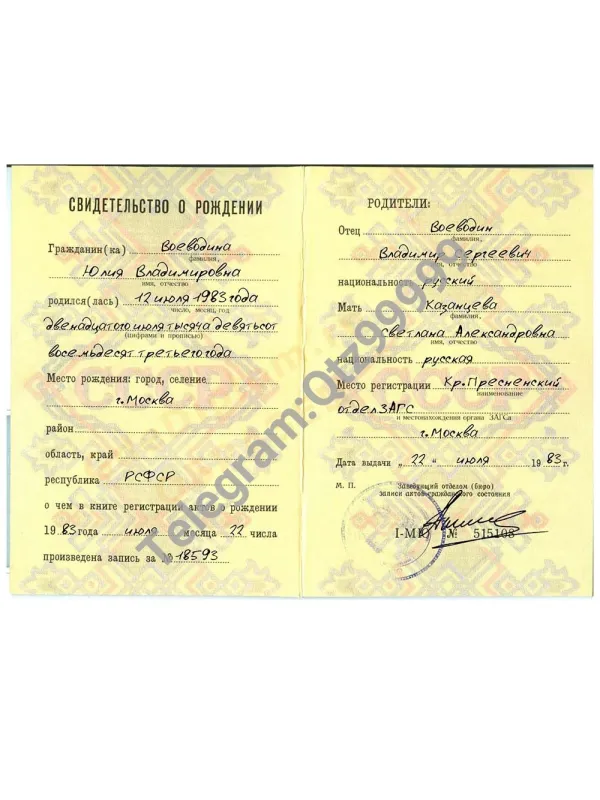 СВИДЕТЕЛЬСТВО О РОЖДЕНИИ
Гражданин(ка) Воеводина
фамилия,
Юлия Владимировна
имя, отчество
родился(лась) 12 июля 1983 года
число, месяц, год
двенадцатого июля тысяча девятьсот
(цифрами и прописью)
восемьдесят третьего года
Место рождения: город, селение
г. Москва
район
область, край
республика РСФСР
о чем в книге регистрации актов о рождении
19 83 года июля месяца 22 числа
произведена запись за № 18593
РОДИТЕЛИ:
Отец Воеводин
фамилия,
Владимир Сергеевич
имя, отчество
национальность русский
Мать Казанцева
фамилия,
Светлана Александровна
имя, отчество
национальность русская
Место регистрации Кр. Пресненский
наименование
отдел ЗАГС
и местонахождения органа ЗАГСа
г. Москва
Дата выдачи „ 22 “ июля 19 83 г.
М. П. Заведующий отделом (бюро)
записи актов гражданского состояния
№ 515108